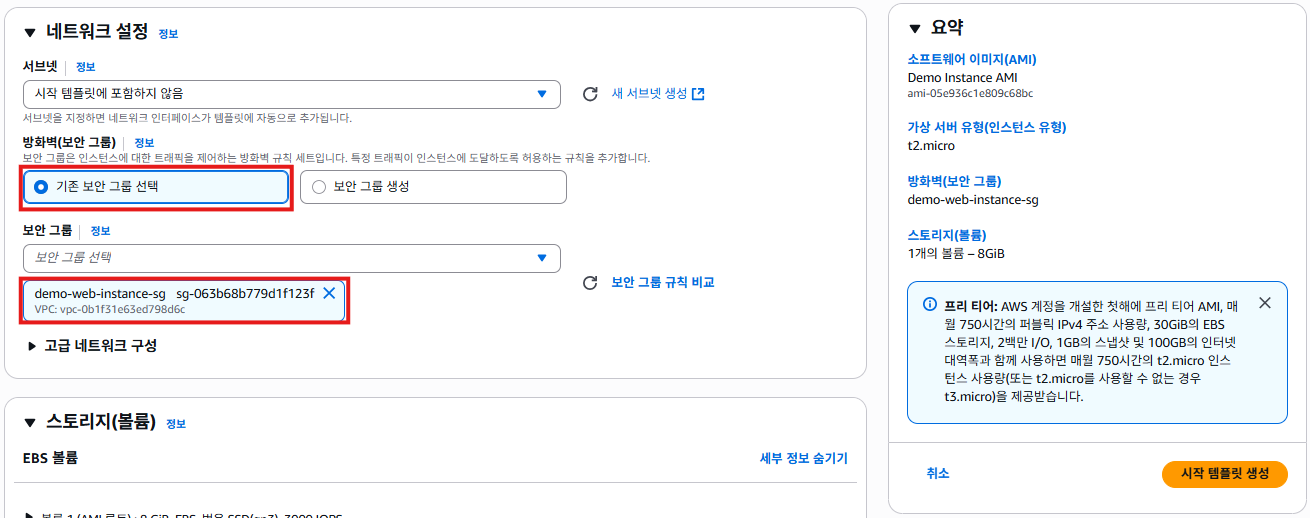 네트워크 설정 정보
서브넷 정보
시작 템플릿에 포함하지 않음
새 서브넷 생성
서브넷을 지정하면 네트워크 인터페이스가 템플릿에 자동으로 추가됩니다.
방화벽(보안 그룹) 정보
보안 그룹은 인스턴스에 대한 트래픽을 제어하는 방화벽 규칙 세트입니다. 특정 트래픽이 인스턴스에 도달하도록 허용하는 규칙을 추가합니다.
기존 보안 그룹 선택
보안 그룹 생성
보안 그룹 정보
보안 그룹 선택
보안 그룹 규칙 비교
demo-web-instance-sg sg-063b68b779d1f123f
VPC: vpc-0b1f31e63ed798d6c
고급 네트워크 구성
스토리지(볼륨) 정보
EBS 볼륨
세부 정보 숨기기
볼륨 1 (AMI 루트) : 8 GiB, EBS, 범용 SSD(gp3), 3000 IOPS
요약
소프트웨어 이미지(AMI)
Demo Instance AMI
ami-05e936c1e809c68bc
가상 서버 유형(인스턴스 유형)
t2.micro
방화벽(보안 그룹)
demo-web-instance-sg
스토리지(볼륨)
1개의 볼륨 – 8GiB
프리 티어: AWS 계정을 개설한 첫해에 프리 티어 AMI, 매
월 750시간의 퍼블릭 IPv4 주소 사용량, 30GiB의 EBS
스토리지, 2백만 I/O, 1GB의 스냅샷 및 100GB의 인터넷
대역폭과 함께 사용하면 매월 750시간의 t2.micro 인스
턴스 사용량(또는 t2.micro를 사용할 수 없는 경우
t3.micro)을 제공받습니다.
취소
시작 템플릿 생성